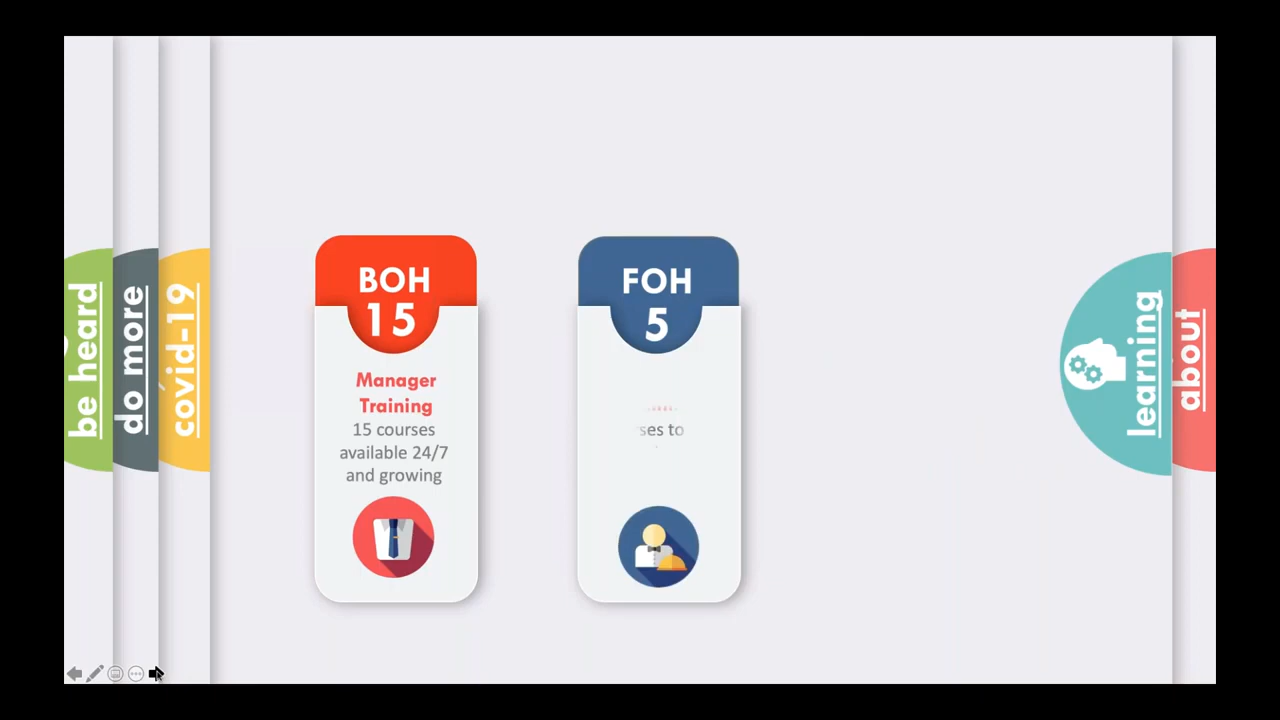 be heard
do more
covid-19
BOH
15
Manager
Training
15 courses
available 24/7
and growing
FOH
5
ses to
learning
about